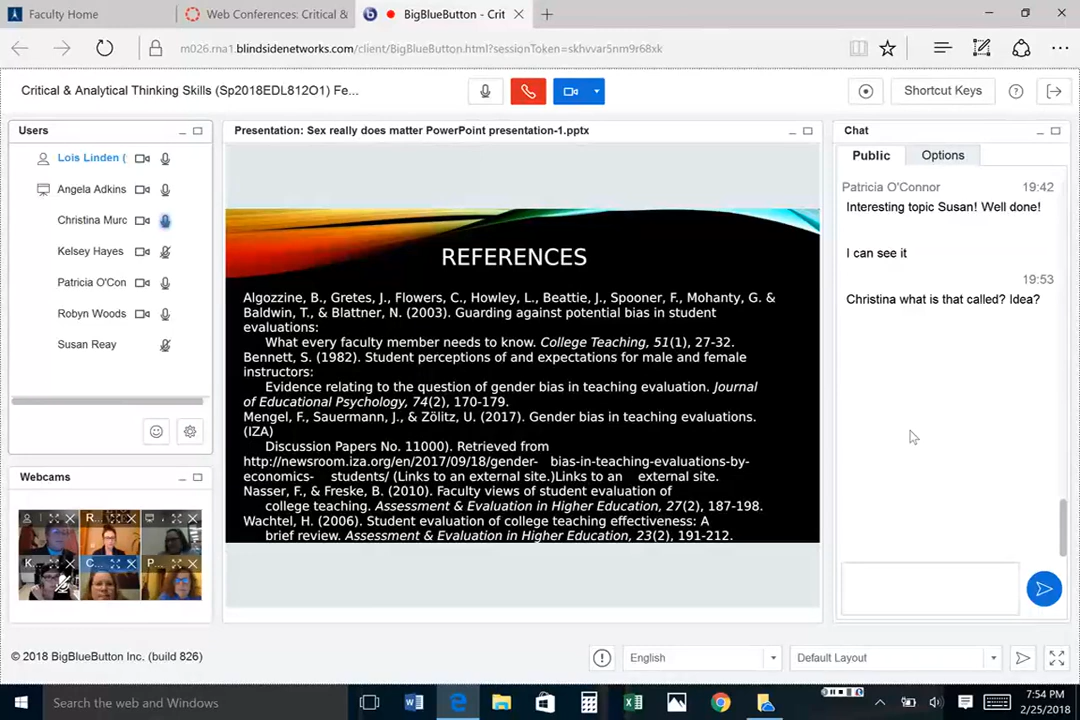 Faculty Home
Web Conferences: Critical &
BigBlueButton - Crit
m026.rna1.blindsidenetworks.com/client/BigBlueButton.html?sessionToken=skhvvar5nm9r68xk
Critical & Analytical Thinking Skills (Sp2018EDL812O1) Fe...
Shortcut Keys
Users
Lois Linden (
Angela Adkins
Christina Murc
Kelsey Hayes
Patricia O'Con
Robyn Woods
Susan Reay
Webcams
Presentation: Sex really does matter PowerPoint presentation-1.pptx
REFERENCES
Algozzine, B., Gretes, J., Flowers, C., Howley, L., Beattie, J., Spooner, F., Mohanty, G. &
Baldwin, T., & Blattner, N. (2003). Guarding against potential bias in student
evaluations:
What every faculty member needs to know. College Teaching, 51(1), 27-32.
Bennett, S. (1982). Student perceptions of and expectations for male and female
instructors:
Evidence relating to the question of gender bias in teaching evaluation. Journal
of Educational Psychology, 74(2), 170-179.
Mengel, F., Sauermann, J., & Zölitz, U. (2017). Gender bias in teaching evaluations.
(IZA)
Discussion Papers No. 11000). Retrieved from
http://newsroom.iza.org/en/2017/09/18/gender- bias-in-teaching-evaluations-by-
economics- students/ (Links to an external site.)Links to an external site.
Nasser, F., & Freske, B. (2010). Faculty views of student evaluation of
college teaching. Assessment & Evaluation in Higher Education, 27(2), 187-198.
Wachtel, H. (2006). Student evaluation of college teaching effectiveness: A
brief review. Assessment & Evaluation in Higher Education, 23(2), 191-212.
Chat
Public
Options
Patricia O'Connor 19:42
Interesting topic Susan! Well done!
I can see it
19:53
Christina what is that called? Idea?
© 2018 BigBlueButton Inc. (build 826)
English
Default Layout
Search the web and Windows
7:54 PM
2/25/2018